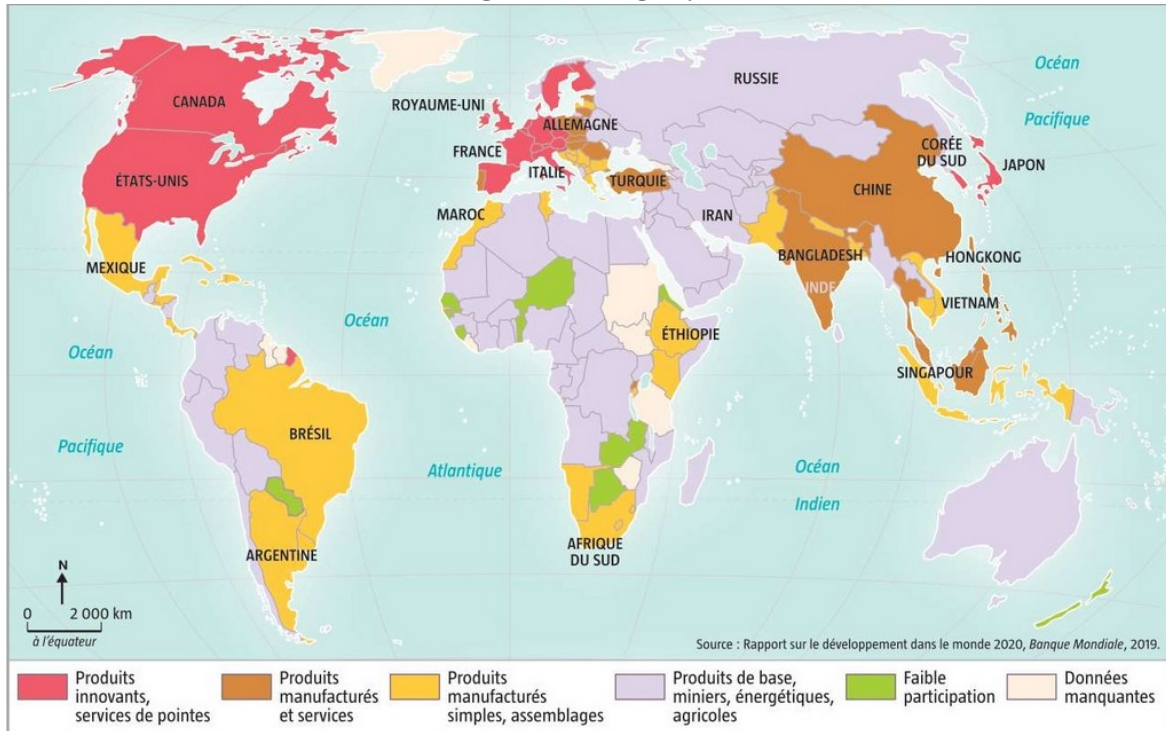 CANADA
ÉTATS-UNIS
MEXIQUE
ROYAUME-UNI
FRANCE
ALLEMAGNE
ITALIE
TURQUIE
MAROC
RUSSIE
IRAN
CHINE
CORÉE
DU SUD
JAPON
BANGLADESH
INDE
HONGKONG
VIETNAM
SINGAPOUR
ÉTHIOPIE
AFRIQUE
DU SUD
BRÉSIL
ARGENTINE
Océan
Pacifique
Océan
Pacifique
Océan
Atlantique
Océan
Indien
N
0 2 000 km
à l'équateur
Source : Rapport sur le développement dans le monde 2020, Banque Mondiale, 2019.
Produits
innovants,
services de pointes
Produits
manufacturés
et services
Produits
manufacturés
simples, assemblages
Produits de base,
miniers, énergétiques,
agricoles
Faible
participation
Données
manquantes